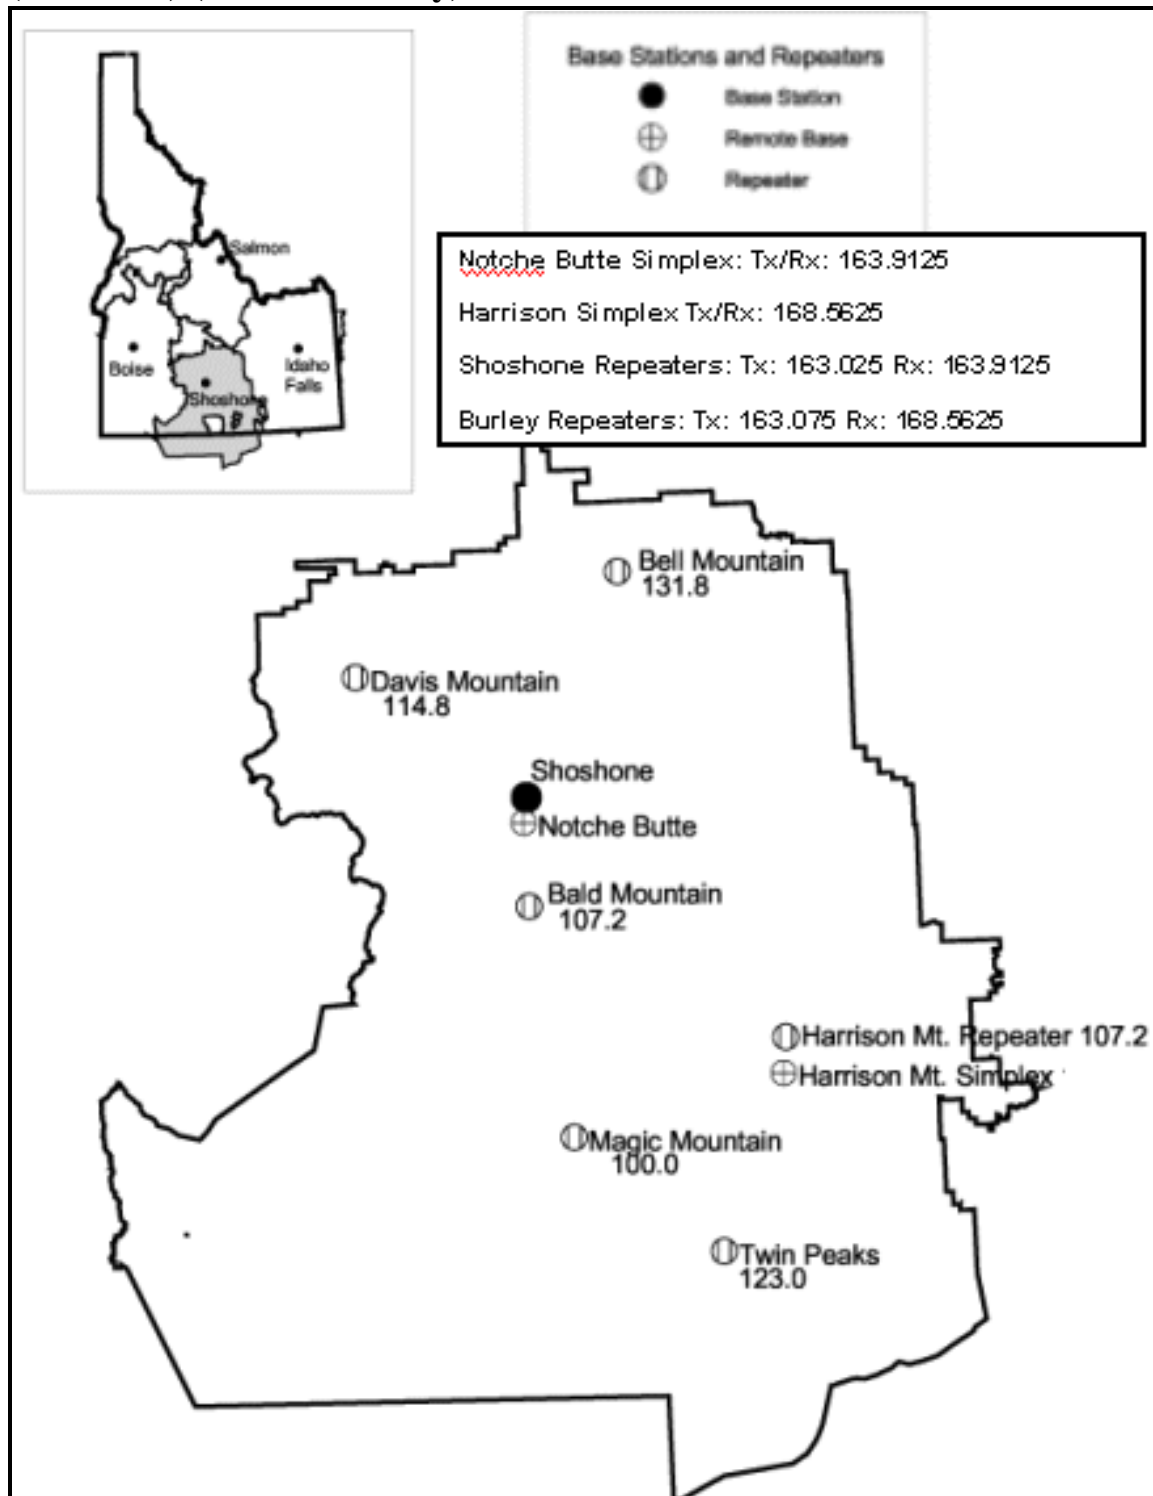 Salmon
Boise
Idaho
Falls
Shoshone
Base Stations and Repeaters
Base Station
Remote Base
Repeater
Notche Butte Simplex: Tx/Rx: 163.9125
Harrison Simplex Tx/Rx: 168.5625
Shoshone Repeaters: Tx: 163.025 Rx: 163.9125
Burley Repeaters: Tx: 163.075 Rx: 168.5625
Bell Mountain
131.8
Davis Mountain
114.8
Shoshone
Notche Butte
Bald Mountain
107.2
Harrison Mt. Repeater 107.2
Harrison Mt. Simplex
Magic Mountain
100.0
Twin Peaks
123.0